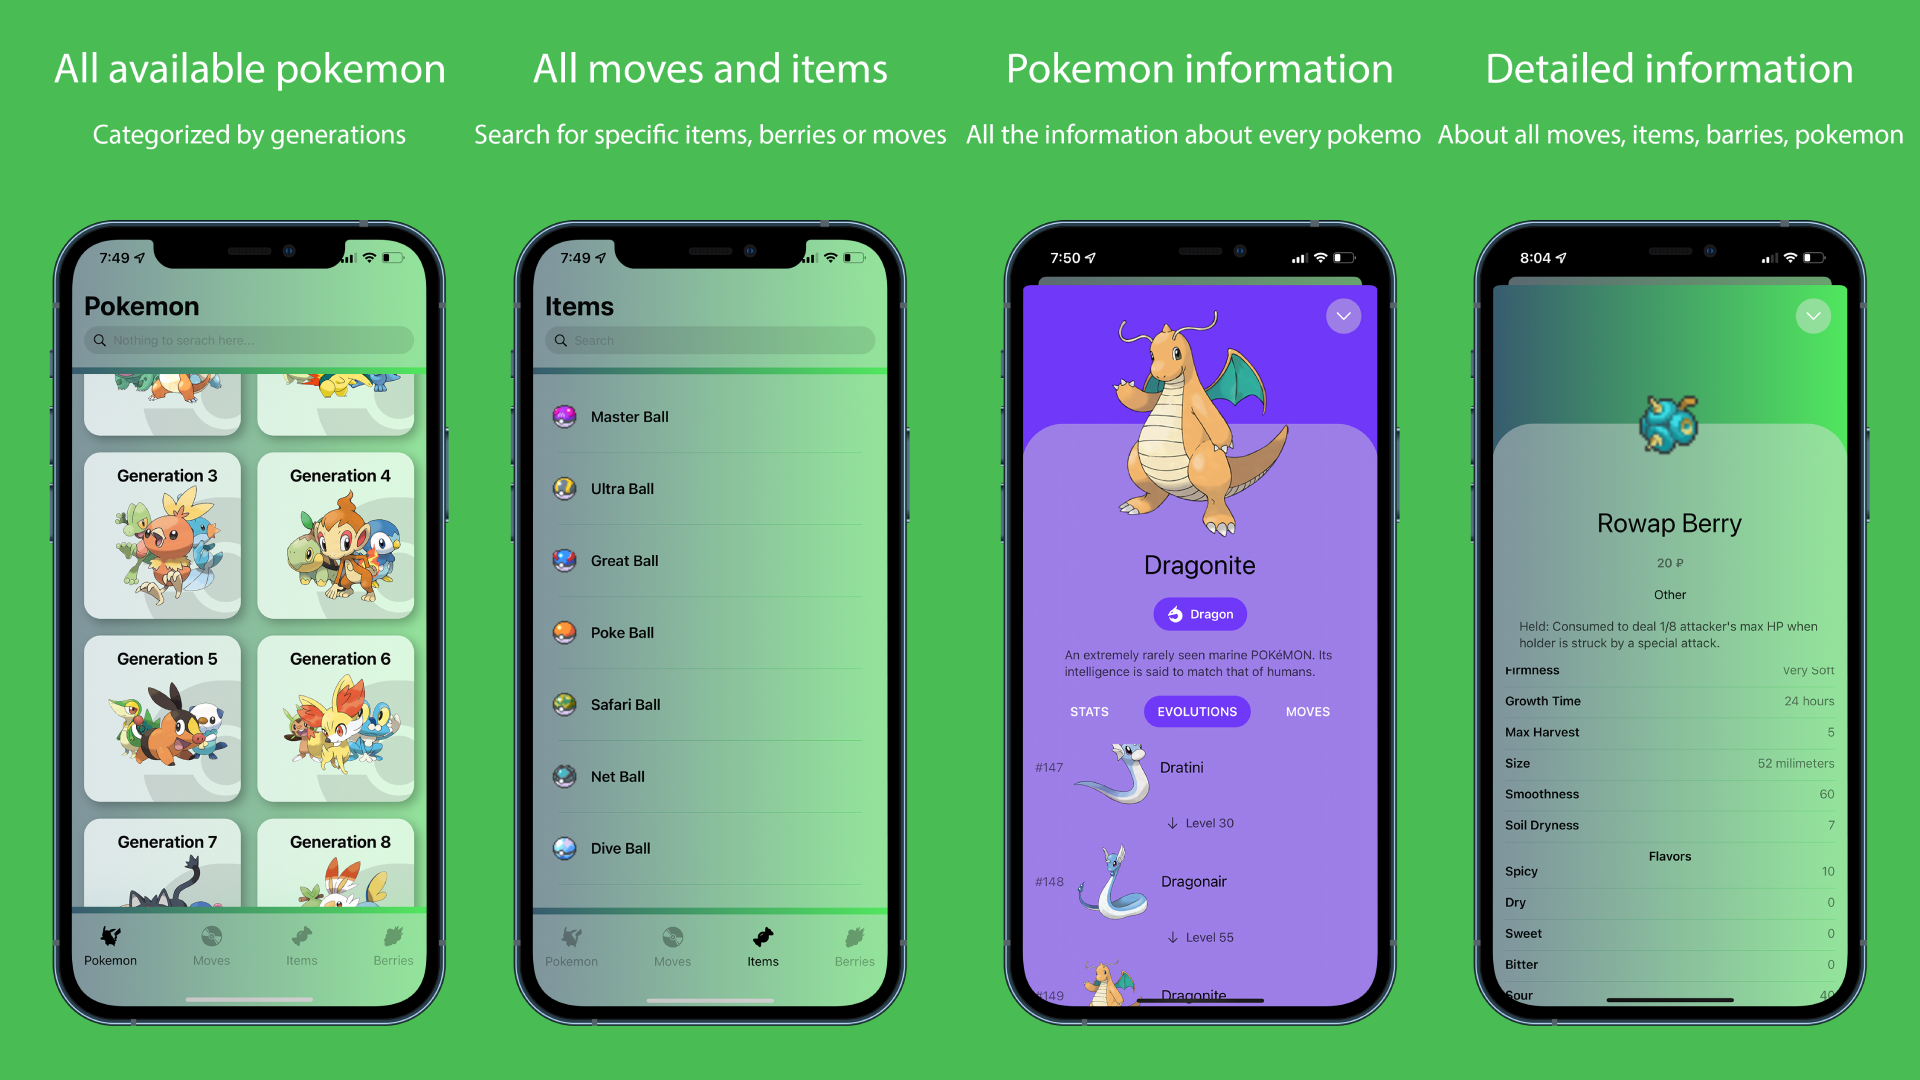 All available pokemon
Categorized by generations
7:49
Pokemon
Nothing to serach here...
Generation 3
Generation 4
Generation 5
Generation 6
Generation 7
Generation 8
Pokemon
Moves
Items
Berries
All moves and items
Search for specific items, berries or moves
7:49
Items
Search
Master Ball
Ultra Ball
Great Ball
Poke Ball
Safari Ball
Net Ball
Dive Ball
Pokemon
Moves
Items
Berries
Pokemon information
All the information about every pokemo
7:50
Dragonite
Dragon
An extremely rarely seen marine POKéMON. Its
intelligence is said to match that of humans.
STATS
EVOLUTIONS
MOVES
#147
Dratini
Level 30
#148
Dragonair
Level 55
#149
Dragonite
Detailed information
About all moves, items, barries, pokemon
8:04
Rowap Berry
20 ₽
Other
Held: Consumed to deal 1/8 attacker's max HP when
holder is struck by a special attack.
Firmness Very Soft
Growth Time 24 hours
Max Harvest 5
Size 52 milimeters
Smoothness 60
Soil Dryness 7
Flavors
Spicy 10
Dry 0
Sweet 0
Bitter 0
Sour 40